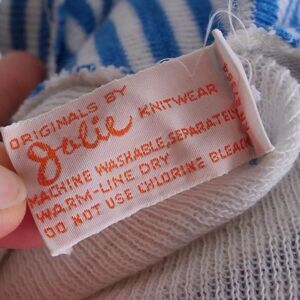 ORIGINALS BY
Jolie KNITWEAR
MACHINE WASHABLE, SEPARATELY
WARM-LINE DRY
DO NOT USE CHLORINE BLEACH